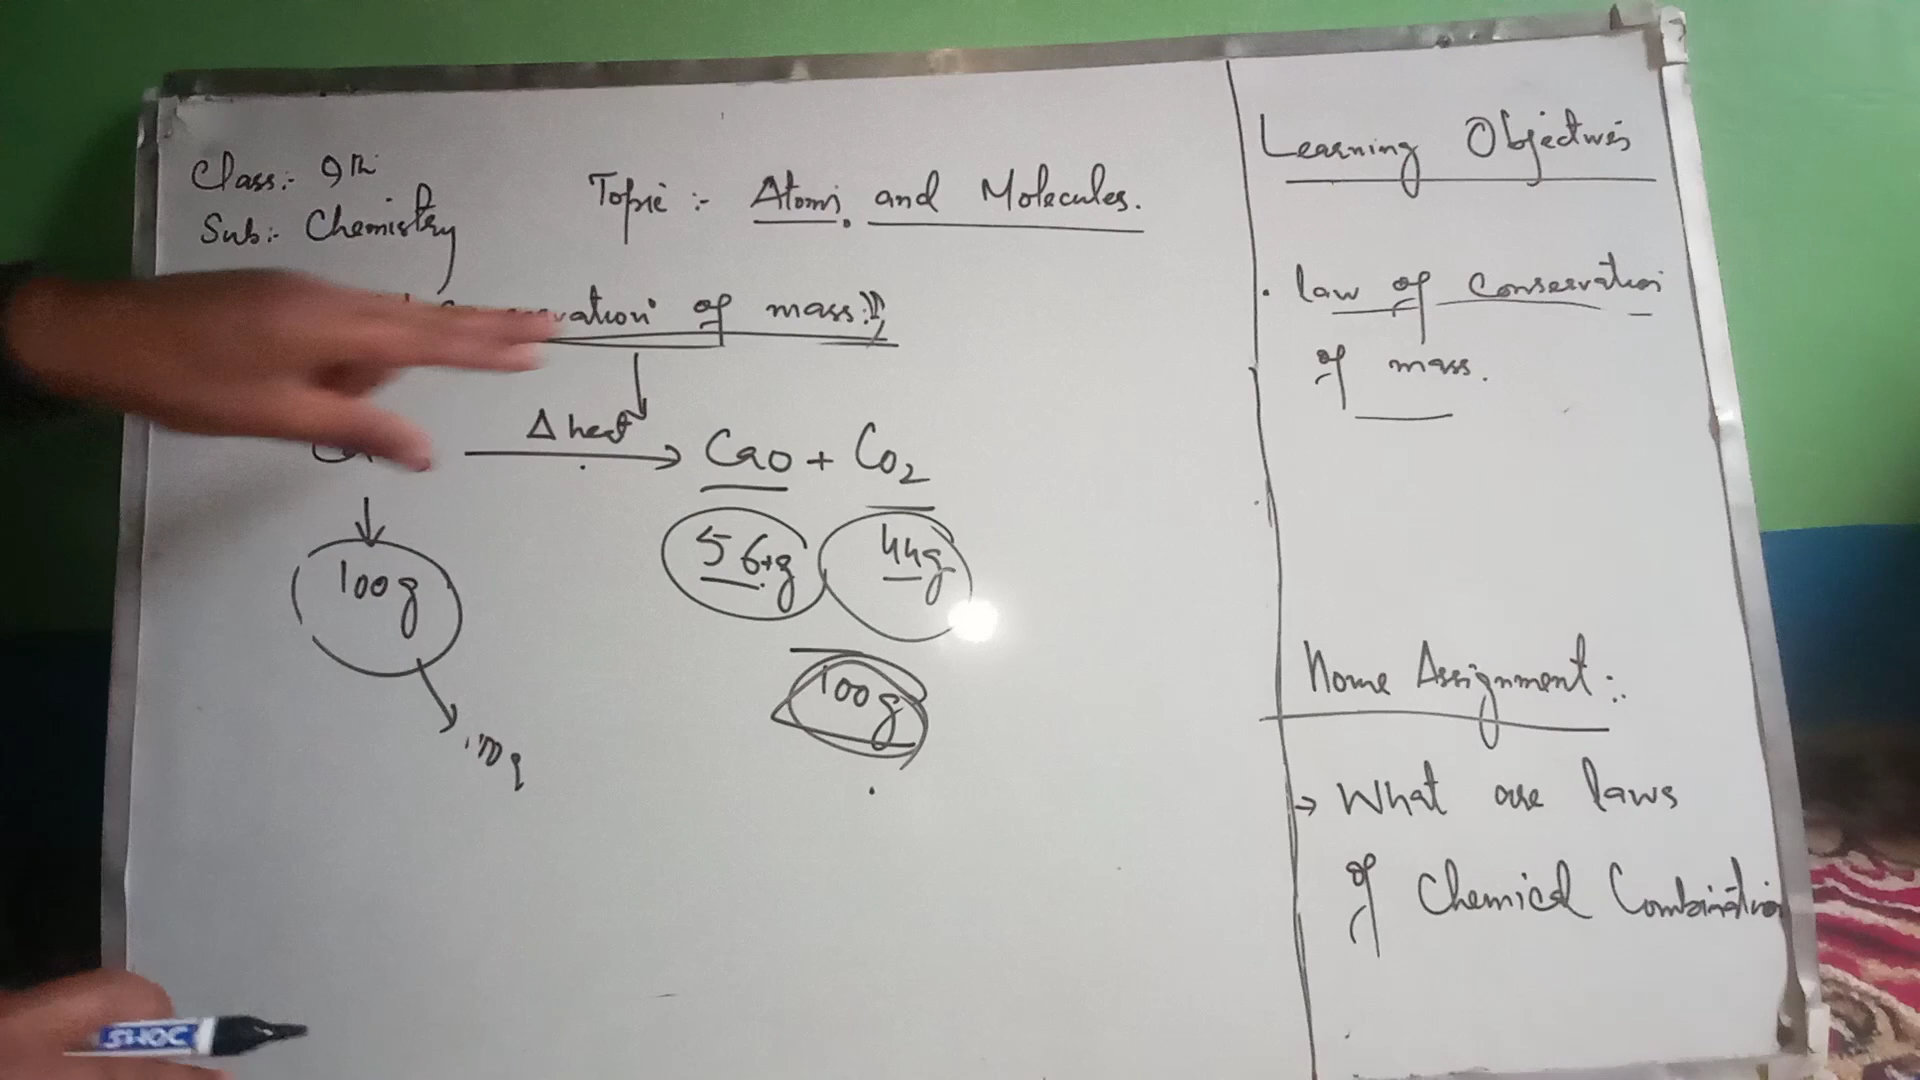 Class:- 9th
Sub:- Chemistry
Topic :- Atoms and Molecules.
of mass:)
Δ heat
CaO + CO2
100g
56g
44g
100g
Learning Objectives
. law of conservation
of mass.
Home Assignment:-
→ What are laws
of Chemical Combination